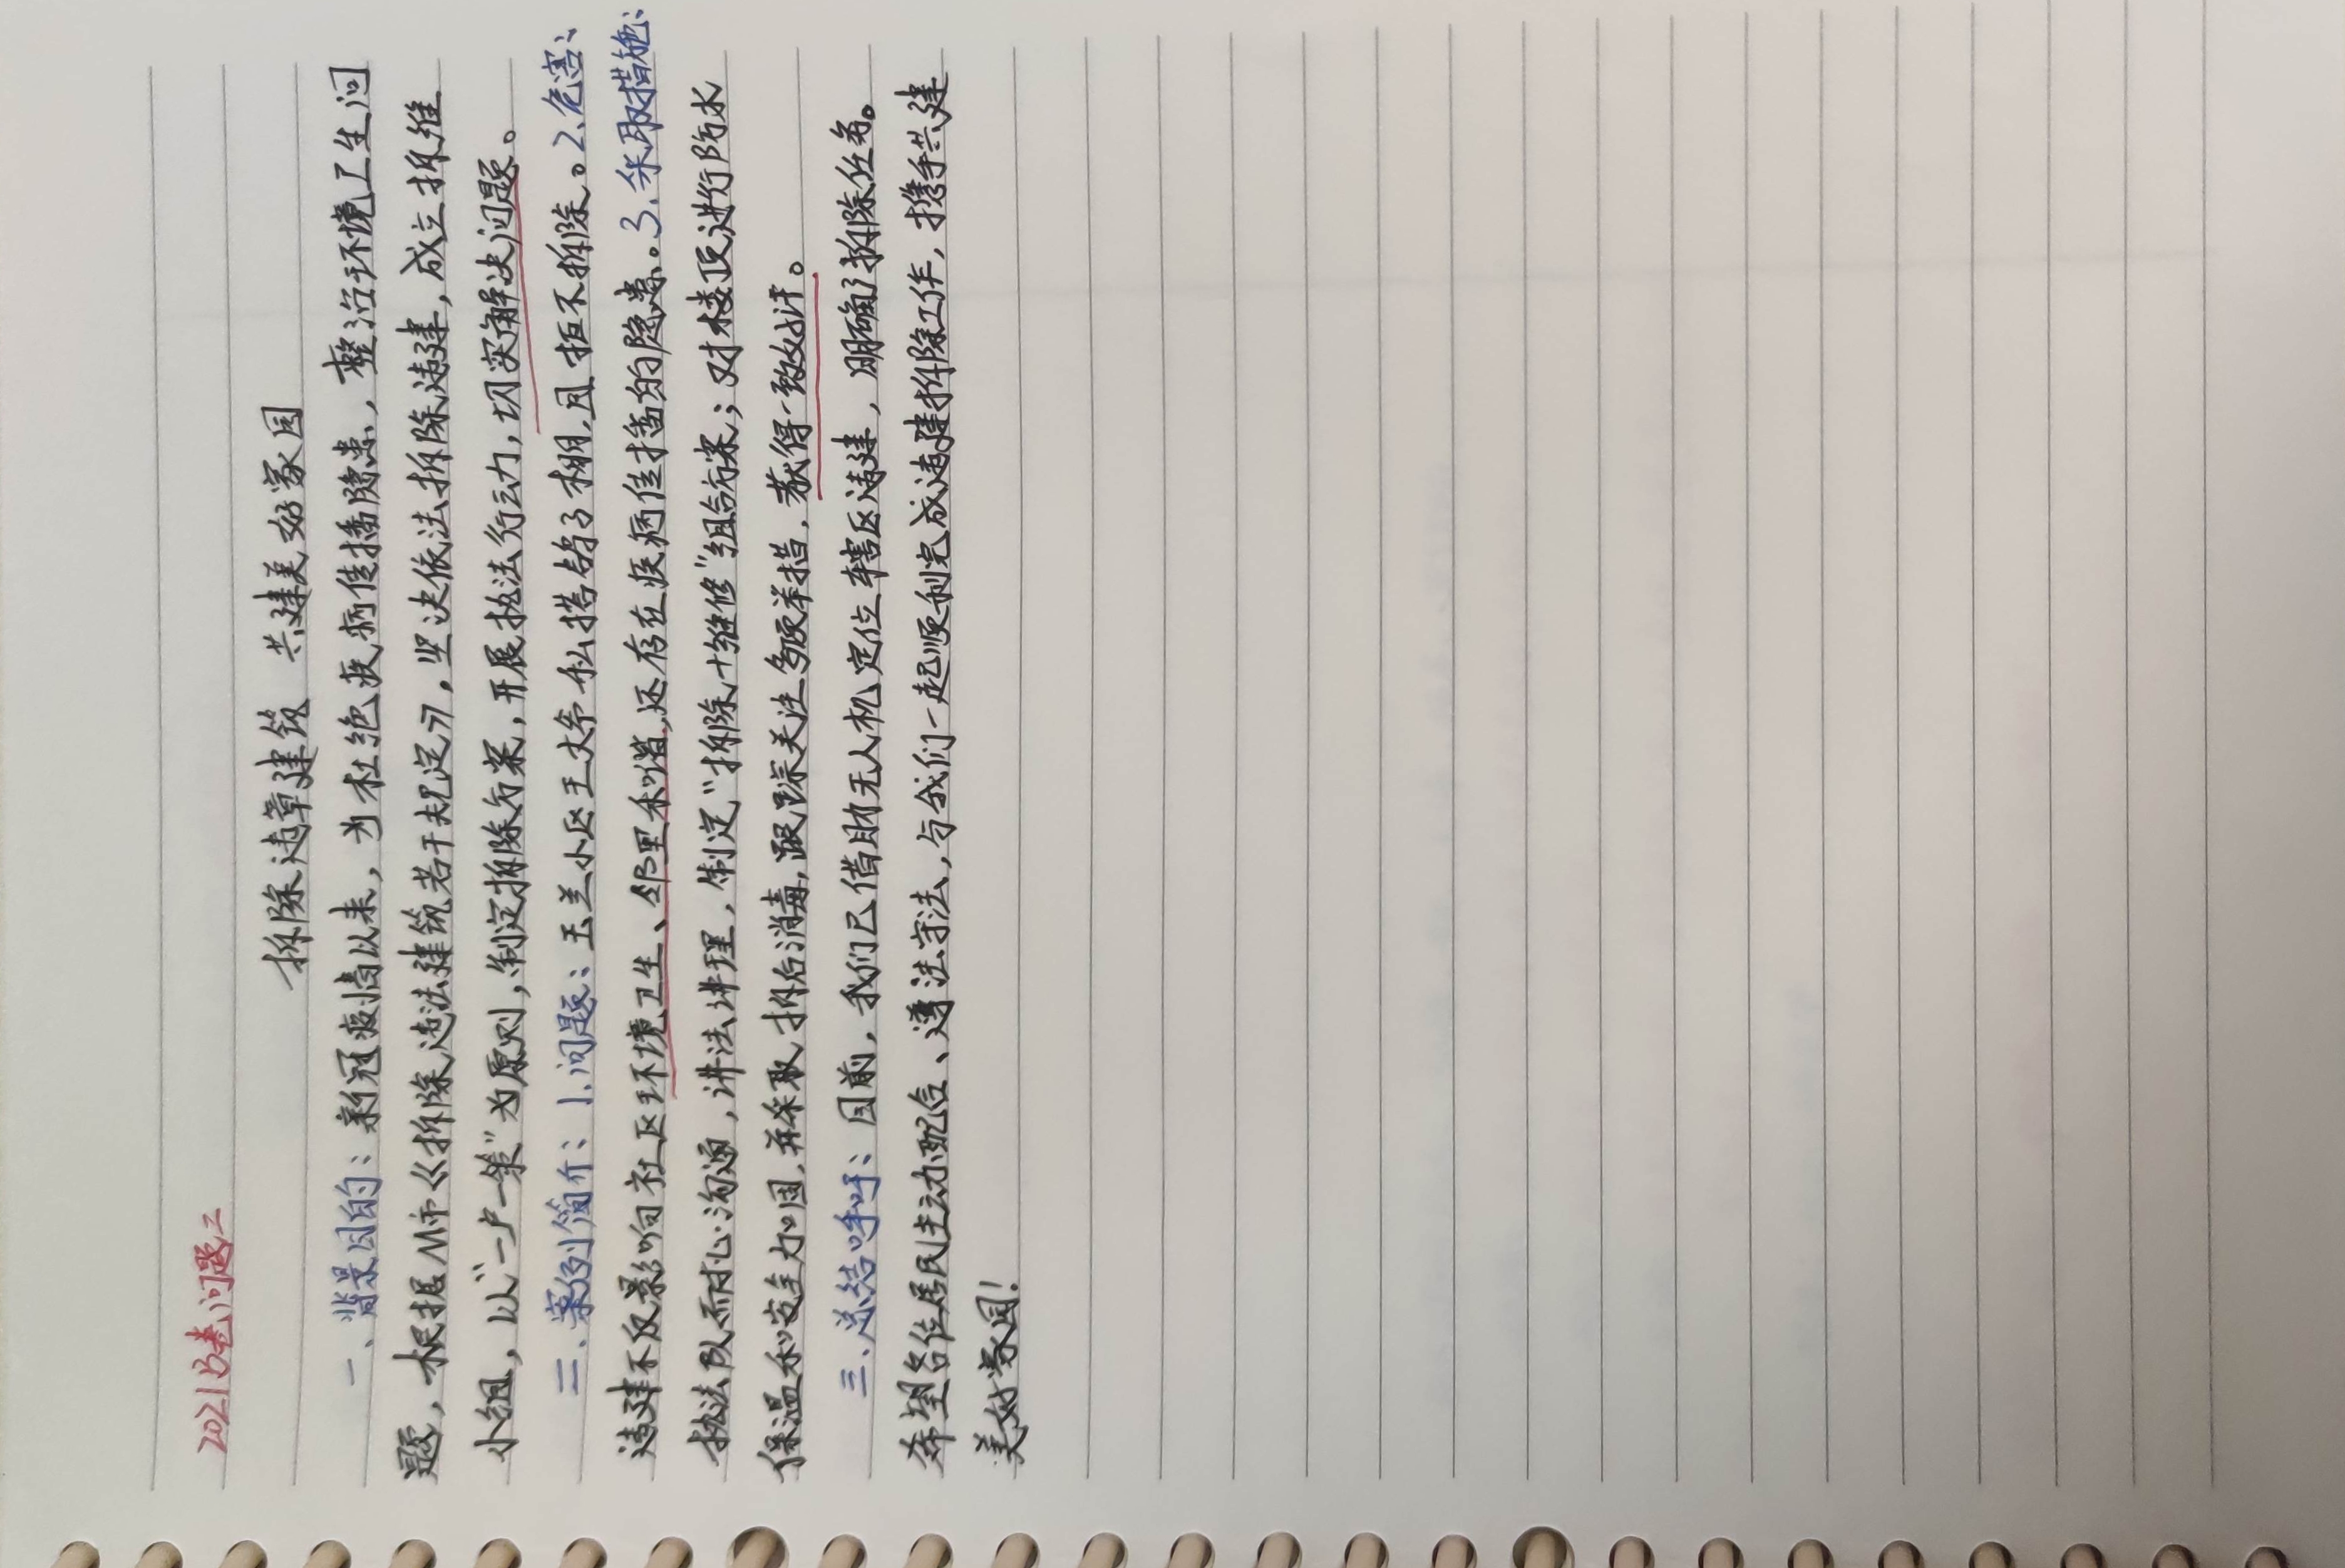 2021B卷问题二
拆除违章建筑 共建美好家园
一、背景目的：新冠疫情以来，为杜绝疾病传播隐患，整治环境卫生问
题，根据M市《拆除违法建筑若干规定》，坚决依法拆除违建，成立拆维
小组，以“一户一策”为原则，制定拆除方案，开展执法行动，切实解决问题。
二、案例简介：1.问题：玉兰小区王大爷私搭鸽子棚，且拒不拆除。2.危害：
违建不仅影响社区环境卫生、邻里和谐，还存在疾病传播的隐患。3.采取措施：
执法队耐心沟通，讲法讲理，制定“拆除+维修”组合方案；对楼顶进行防水
保温和安全加固，并采取拆后消毒，跟踪关注多项举措，获得一致好评。
三、总结呼吁：目前，我们已借助无人机定位辖区违建，明确了拆除任务。
希望各位居民主动配合、遵法守法，与我们一起顺利完成违建拆除工作，携手共建
美好家园！